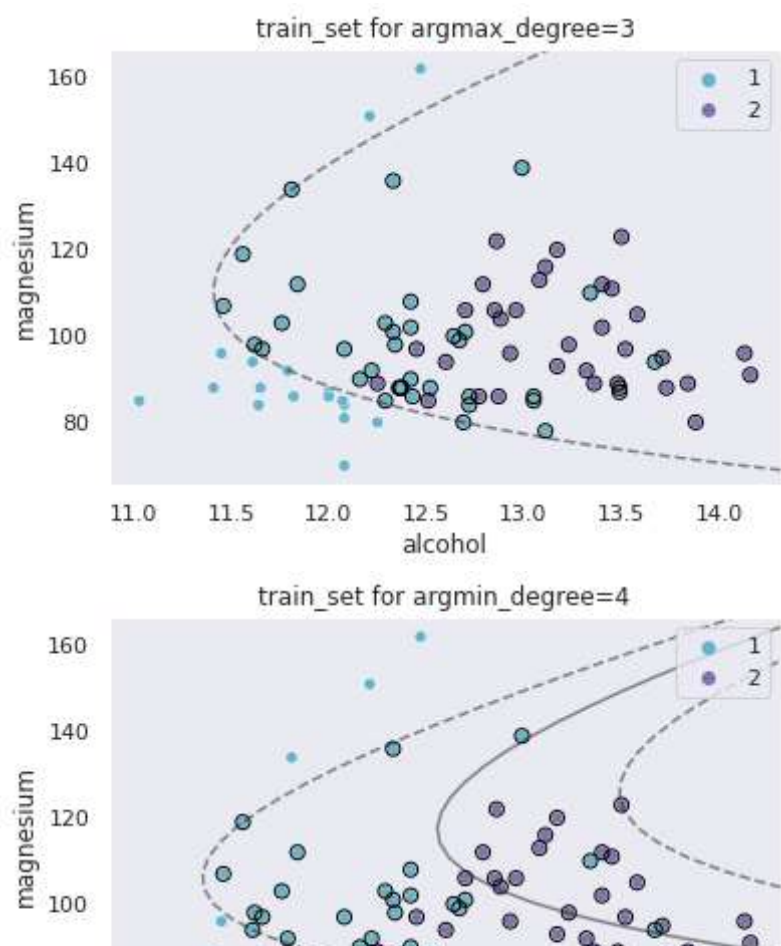 train_set for argmax_degree=3
160
140
120
100
80
magnesium
1
2
11.0 11.5 12.0 12.5 13.0 13.5 14.0
alcohol
train_set for argmin_degree=4
160
140
120
100
magnesium
1
2